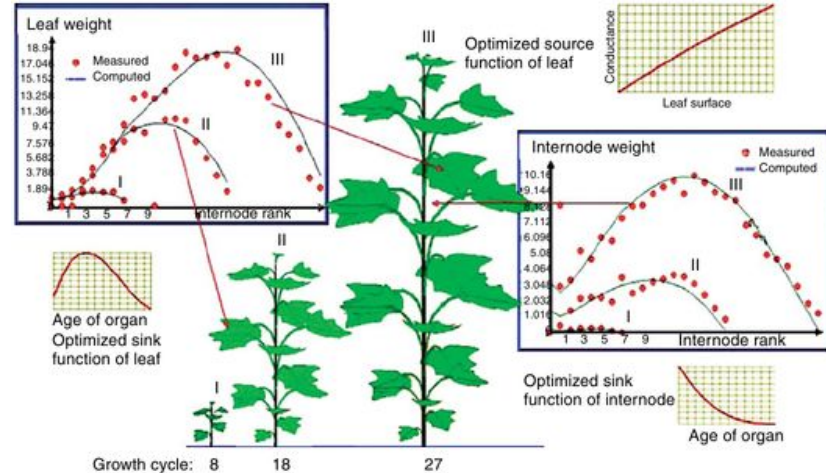 Leaf weight
18.94
17.046
15.152
13.258
11.364
9.47
7.576
5.682
3.788
1.894
Measured
Computed
III
II
I
1 3 5 7 9 Internode rank
Age of organ
Optimized sink
function of leaf
III
II
I
Growth cycle: 8 18 27
Optimized source
function of leaf
Conductance
Leaf surface
Internode weight
10.16
9.144
8.128
7.112
6.096
5.08
4.064
3.048
2.032
1.016
Measured
Computed
III
II
I
1 3 5 7 9
Internode rank
Optimized sink
function of internode
Age of organ